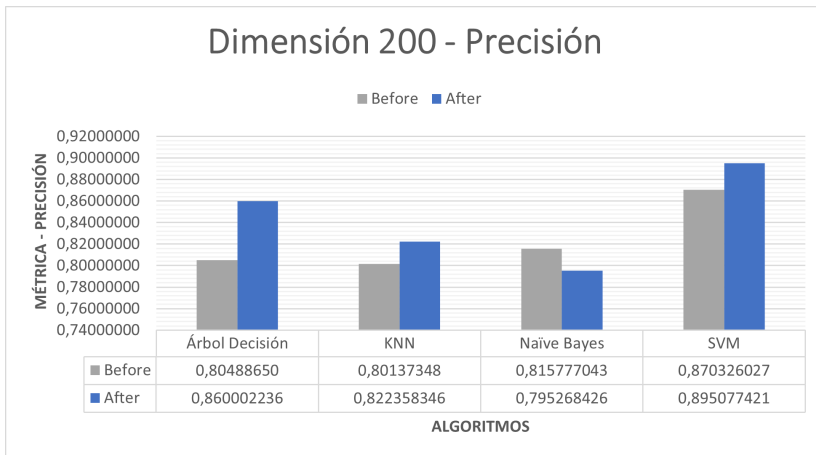 Dimensión 200 - Precisión
Before After
MÉTRICA - PRECISIÓN
0,92000000
0,90000000
0,88000000
0,86000000
0,84000000
0,82000000
0,80000000
0,78000000
0,76000000
0,74000000
Árbol Decisión KNN Naïve Bayes SVM
Before 0,80488650 0,80137348 0,815777043 0,870326027
After 0,860002236 0,822358346 0,795268426 0,895077421
ALGORITMOS